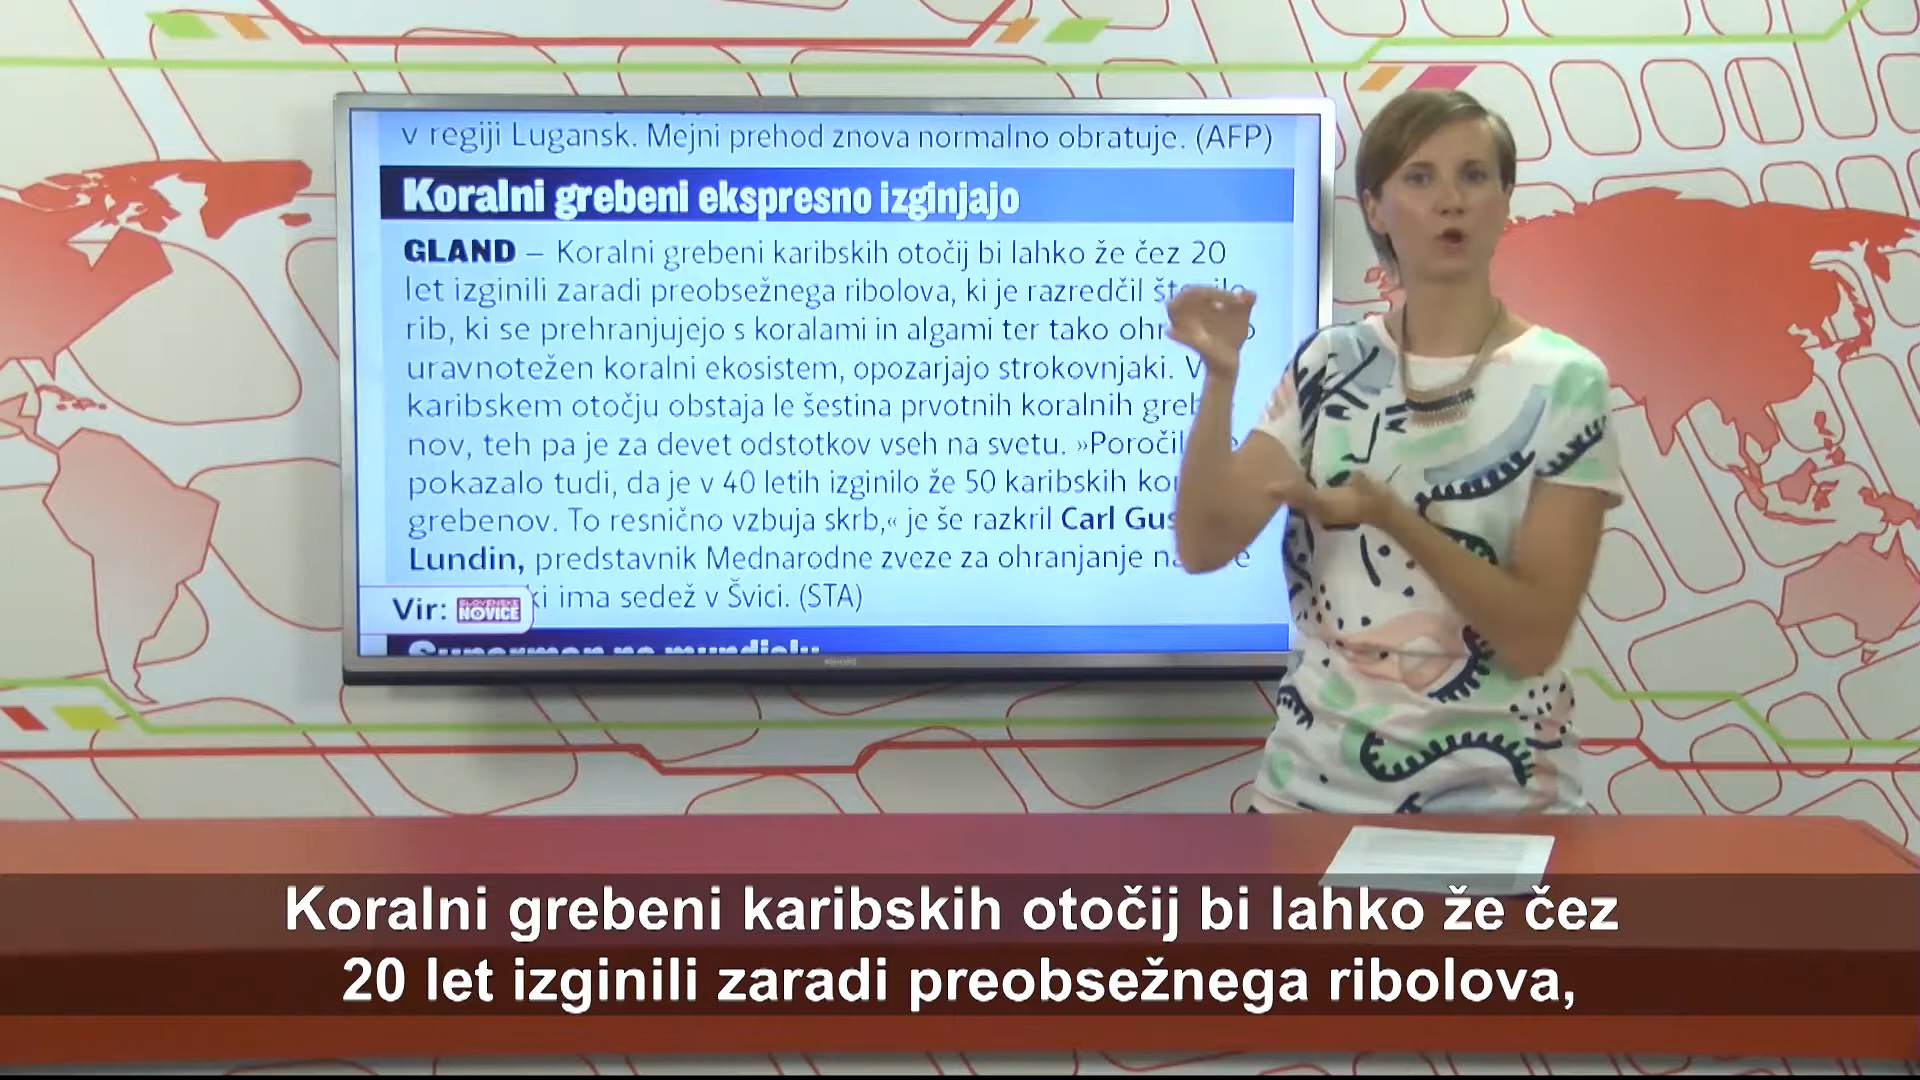 v regiji Lugansk. Mejni prehod znova normalno obratuje. (AFP)
Koralni grebeni ekspresno izginjajo
GLAND – Koralni grebeni karibskih otočij bi lahko že čez 20
let izginili zaradi preobsežnega ribolova, ki je razredčil
rib, ki se prehranjujejo s koralami in algami ter tako
uravnotežen koralni ekosistem, opozarjajo strokovnjaki. V
karibskem otočju obstaja le šestina prvotnih koralnih
nov, teh pa je za devet odstotkov vseh na svetu. »Poročil
pokazalo tudi, da je v 40 letih izginilo že 50 karibskih
grebenov. To resnično vzbuja skrb,« je še razkril Carl Gus
Lundin, predstavnik Mednarodne zveze za ohranjanje
ki ima sedež v Švici. (STA)
Vir: SLOVENSKE NOVICE
Koralni grebeni karibskih otočij bi lahko že čez
20 let izginili zaradi preobsežnega ribolova,